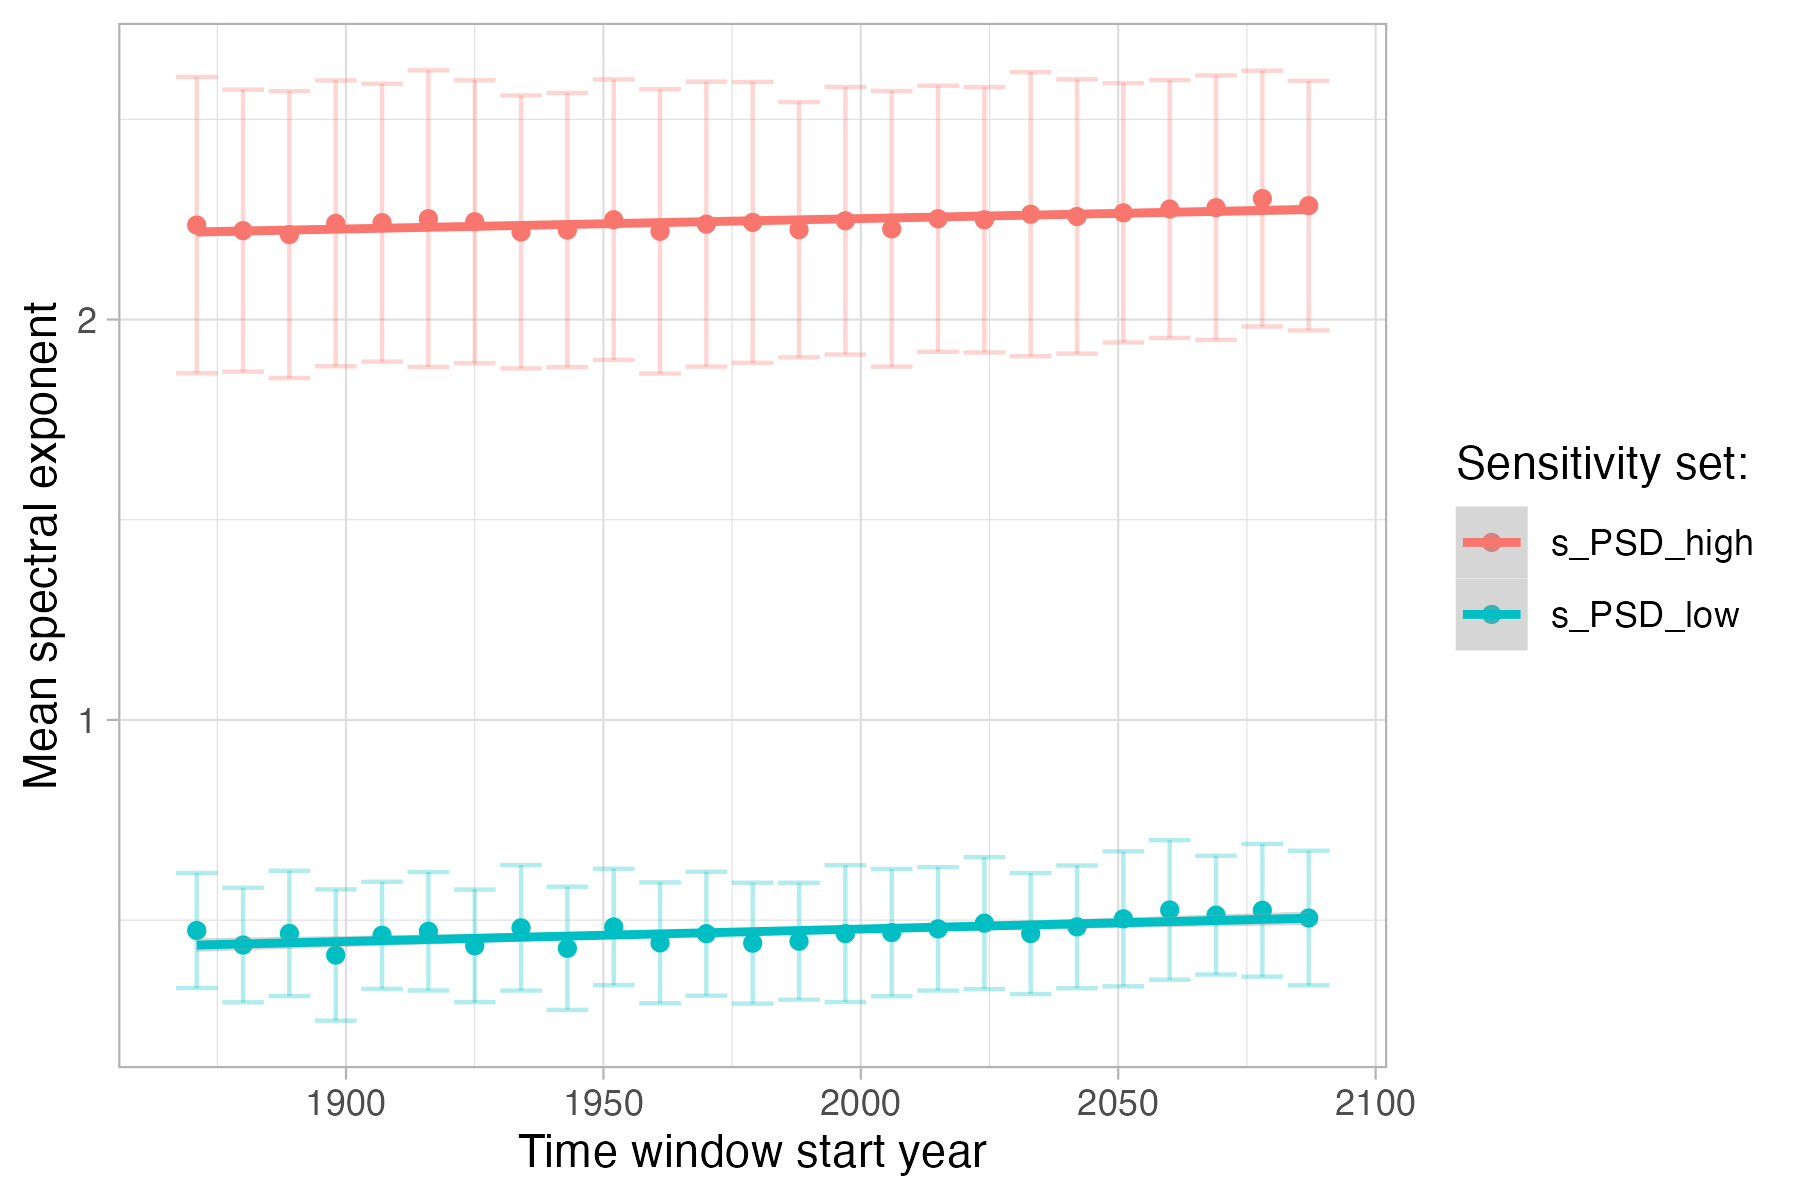 Mean spectral exponent
2
1
1900
1950
2000
2050
2100
Time window start year
Sensitivity set:
s_PSD_high
s_PSD_low